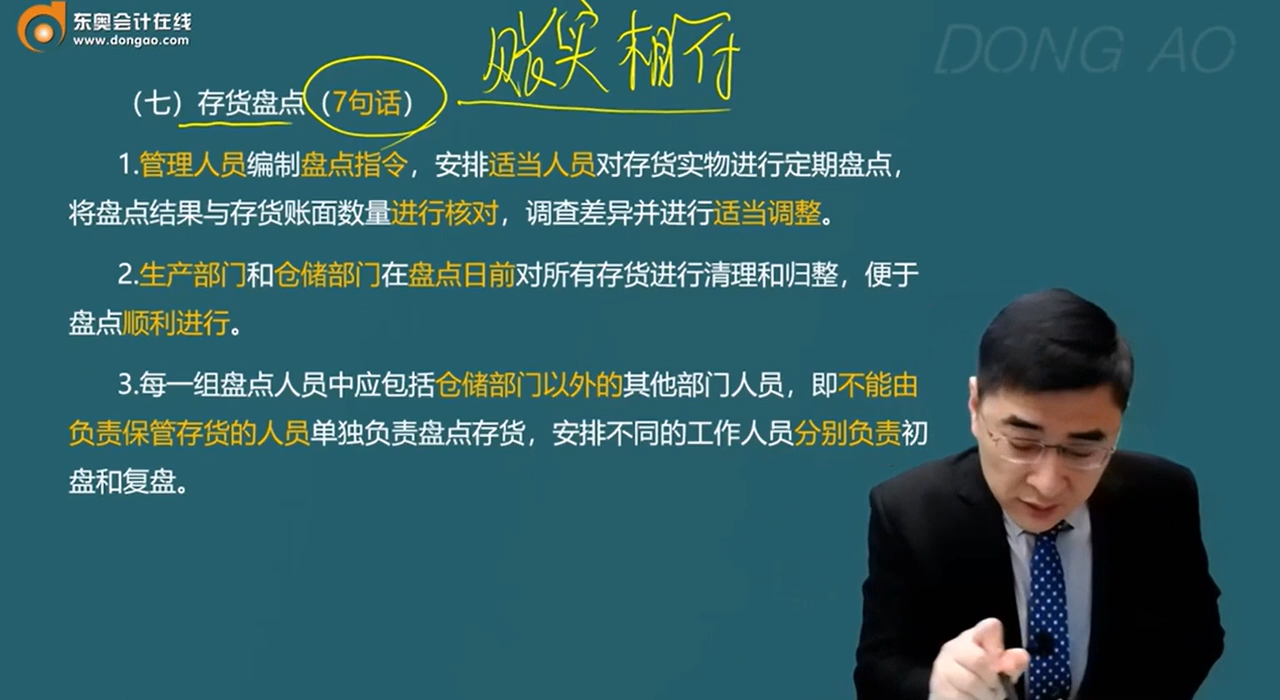 东奥会计在线
www.dongao.com
DONG AO
账实相符
（七）存货盘点（7句话）
1.管理人员编制盘点指令，安排适当人员对存货实物进行定期盘点，
将盘点结果与存货账面数量进行核对，调查差异并进行适当调整。
2.生产部门和仓储部门在盘点日前对所有存货进行清理和归整，便于
盘点顺利进行。
3.每一组盘点人员中应包括仓储部门以外的其他部门人员，即不能由
负责保管存货的人员单独负责盘点存货，安排不同的工作人员分别负责初
盘和复盘。